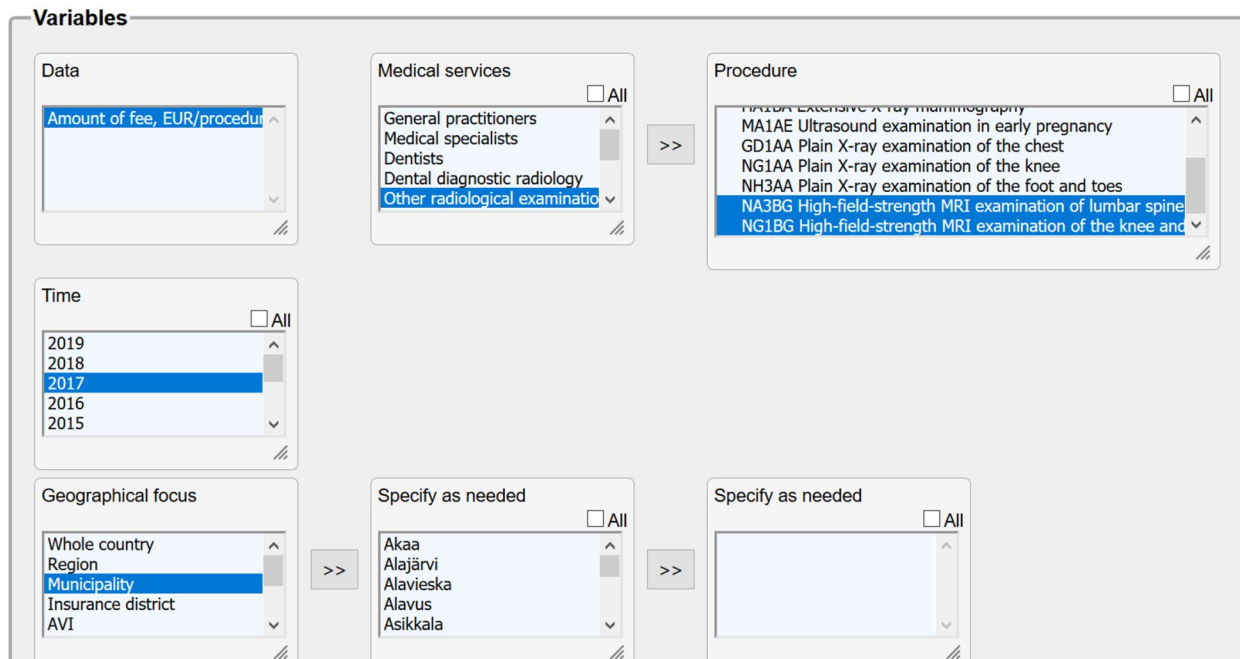 Variables
Data
Amount of fee, EUR/procedur
Medical services
All
General practitioners
Medical specialists
Dentists
Dental diagnostic radiology
Other radiological examinatio
>>
Procedure
All
MA1AE Ultrasound examination in early pregnancy
GD1AA Plain X-ray examination of the chest
NG1AA Plain X-ray examination of the knee
NH3AA Plain X-ray examination of the foot and toes
NA3BG High-field-strength MRI examination of lumbar spine
NG1BG High-field-strength MRI examination of the knee and
Time
All
2019
2018
2017
2016
2015
Geographical focus
Whole country
Region
Municipality
Insurance district
AVI
>>
Specify as needed
All
Akaa
Alajärvi
Alavieska
Alavus
Asikkala
>>
Specify as needed
All